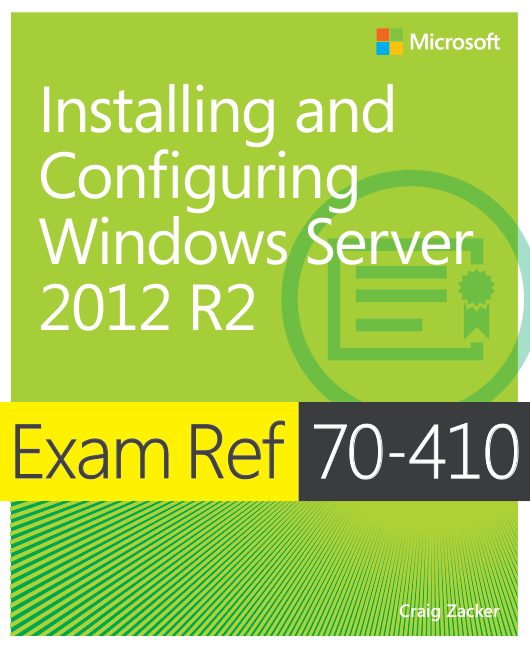 Microsoft
Installing and
Configuring
Windows Server
2012 R2
Exam Ref 70-410
Craig Zacker